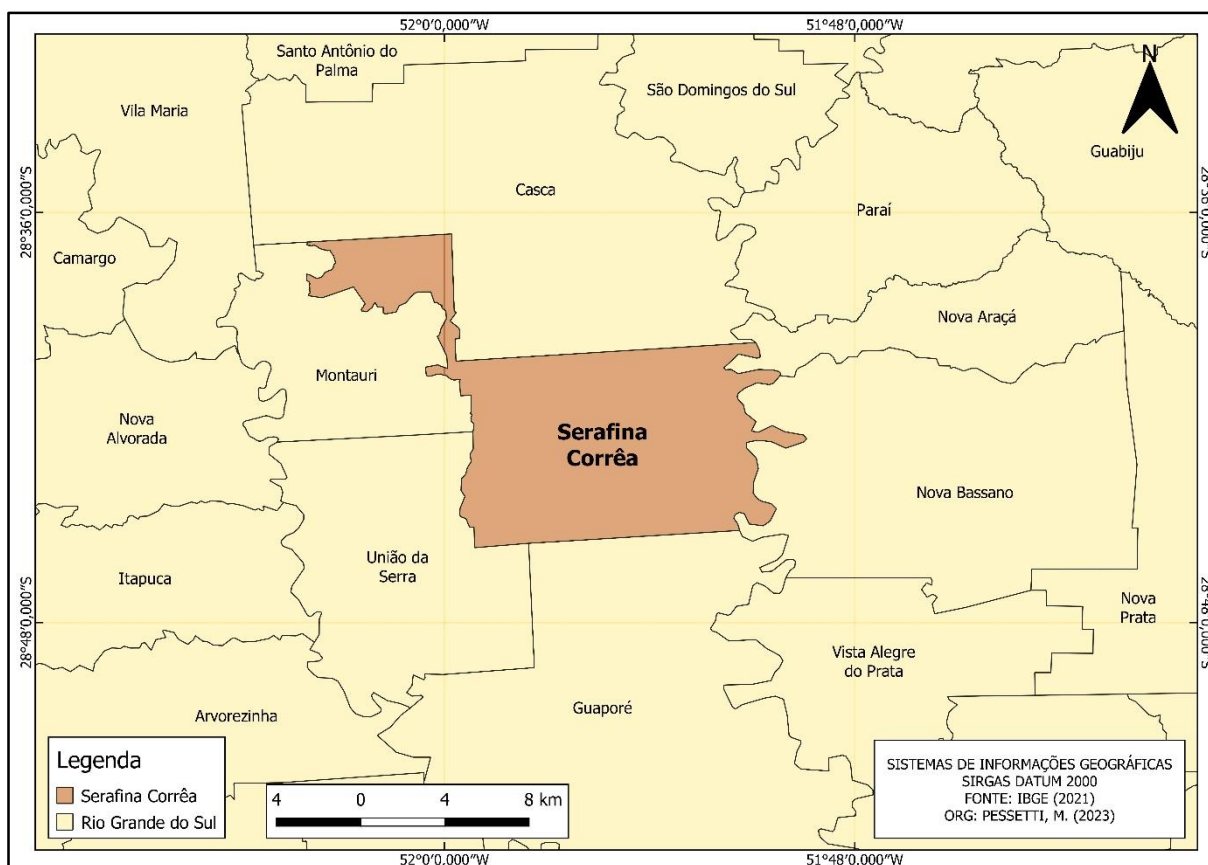 52°0'0,000"W
51°48'0,000"W
N
Santo Antônio do
Palma
São Domingos do Sul
Vila Maria
Guabiju
28°36'0,000"S
Casca
Paraí
28°36'0,000"S
Camargo
Nova Araçá
Montauri
Nova
Alvorada
Serafina
Corrêa
Nova Bassano
União da
Serra
Itapuca
Nova
Prata
28°48'0,000"S
28°48'0,000"S
Vista Alegre
do Prata
Guaporé
Arvorezinha
Legenda
Serafina Corrêa
Rio Grande do Sul
4 0 4 8 km
SISTEMAS DE INFORMAÇÕES GEOGRÁFICAS
SIRGAS DATUM 2000
FONTE: IBGE (2021)
ORG: PESSETTI, M. (2023)
52°0'0,000"W
51°48'0,000"W